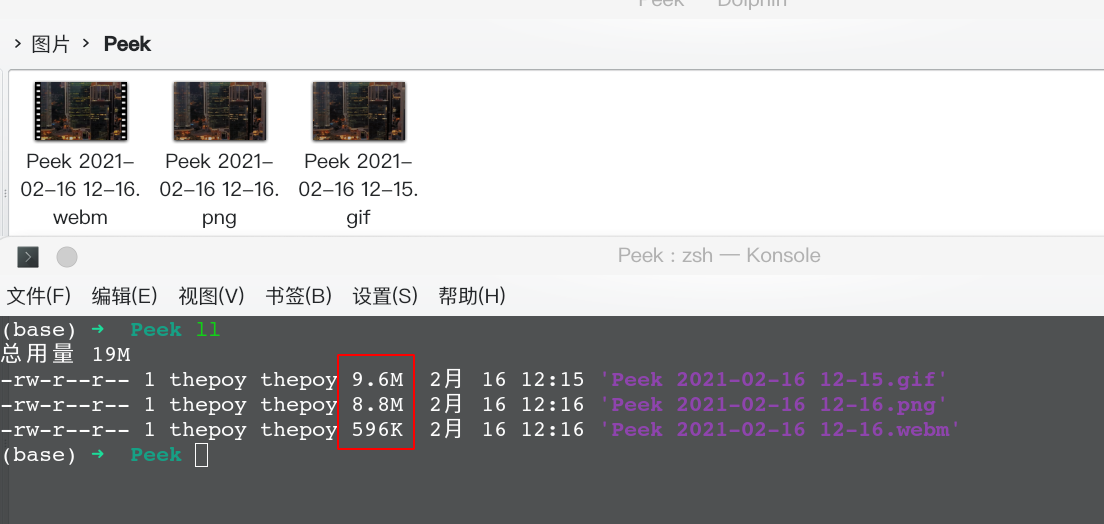 Peek — Dolphin
> 图片 > Peek
Peek 2021-
02-16 12-16.
webm
Peek 2021-
02-16 12-16.
png
Peek 2021-
02-16 12-15.
gif
Peek : zsh — Konsole
文件(F) 编辑(E) 视图(V) 书签(B) 设置(S) 帮助(H)
(base) ➜ Peek ll
总用量 19M
-rw-r--r-- 1 thepoy thepoy 9.6M 2月 16 12:15 'Peek 2021-02-16 12-15.gif'
-rw-r--r-- 1 thepoy thepoy 8.8M 2月 16 12:16 'Peek 2021-02-16 12-16.png'
-rw-r--r-- 1 thepoy thepoy 596K 2月 16 12:16 'Peek 2021-02-16 12-16.webm'
(base) ➜ Peek